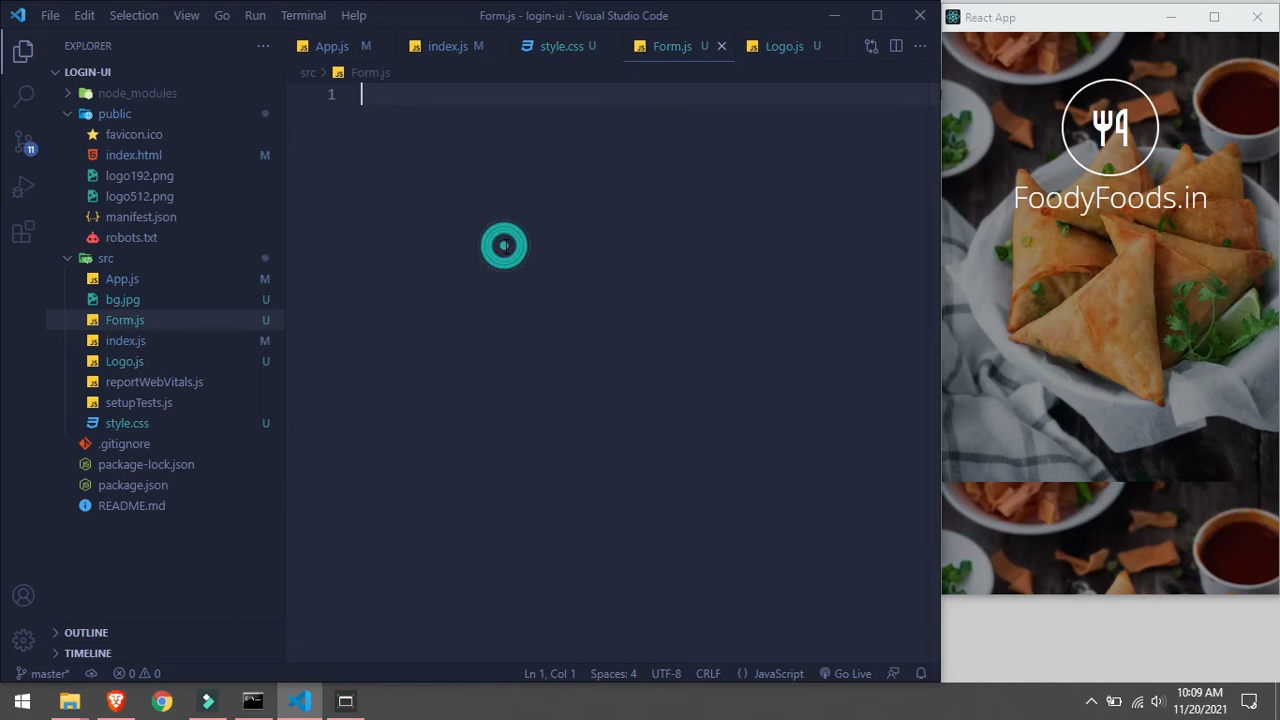 File Edit Selection View Go Run Terminal Help
Form.js - login-ui - Visual Studio Code
React App
EXPLORER
App.js M
index.js M
style.css U
Form.js U
Logo.js U
LOGIN-UI
src > Form.js
node_modules
1
public
favicon.ico
index.html M
logo192.png
logo512.png
FoodyFoods.in
manifest.json
robots.txt
src
App.js M
bg.jpg U
Form.js U
index.js M
Logo.js U
reportWebVitals.js
setupTests.js
style.css U
.gitignore
package-lock.json
package.json
README.md
11
OUTLINE
TIMELINE
master* 0 0 Ln 1, Col 1 Spaces: 4 UTF-8 CRLF JavaScript Go Live
10:09 AM
11/20/2021